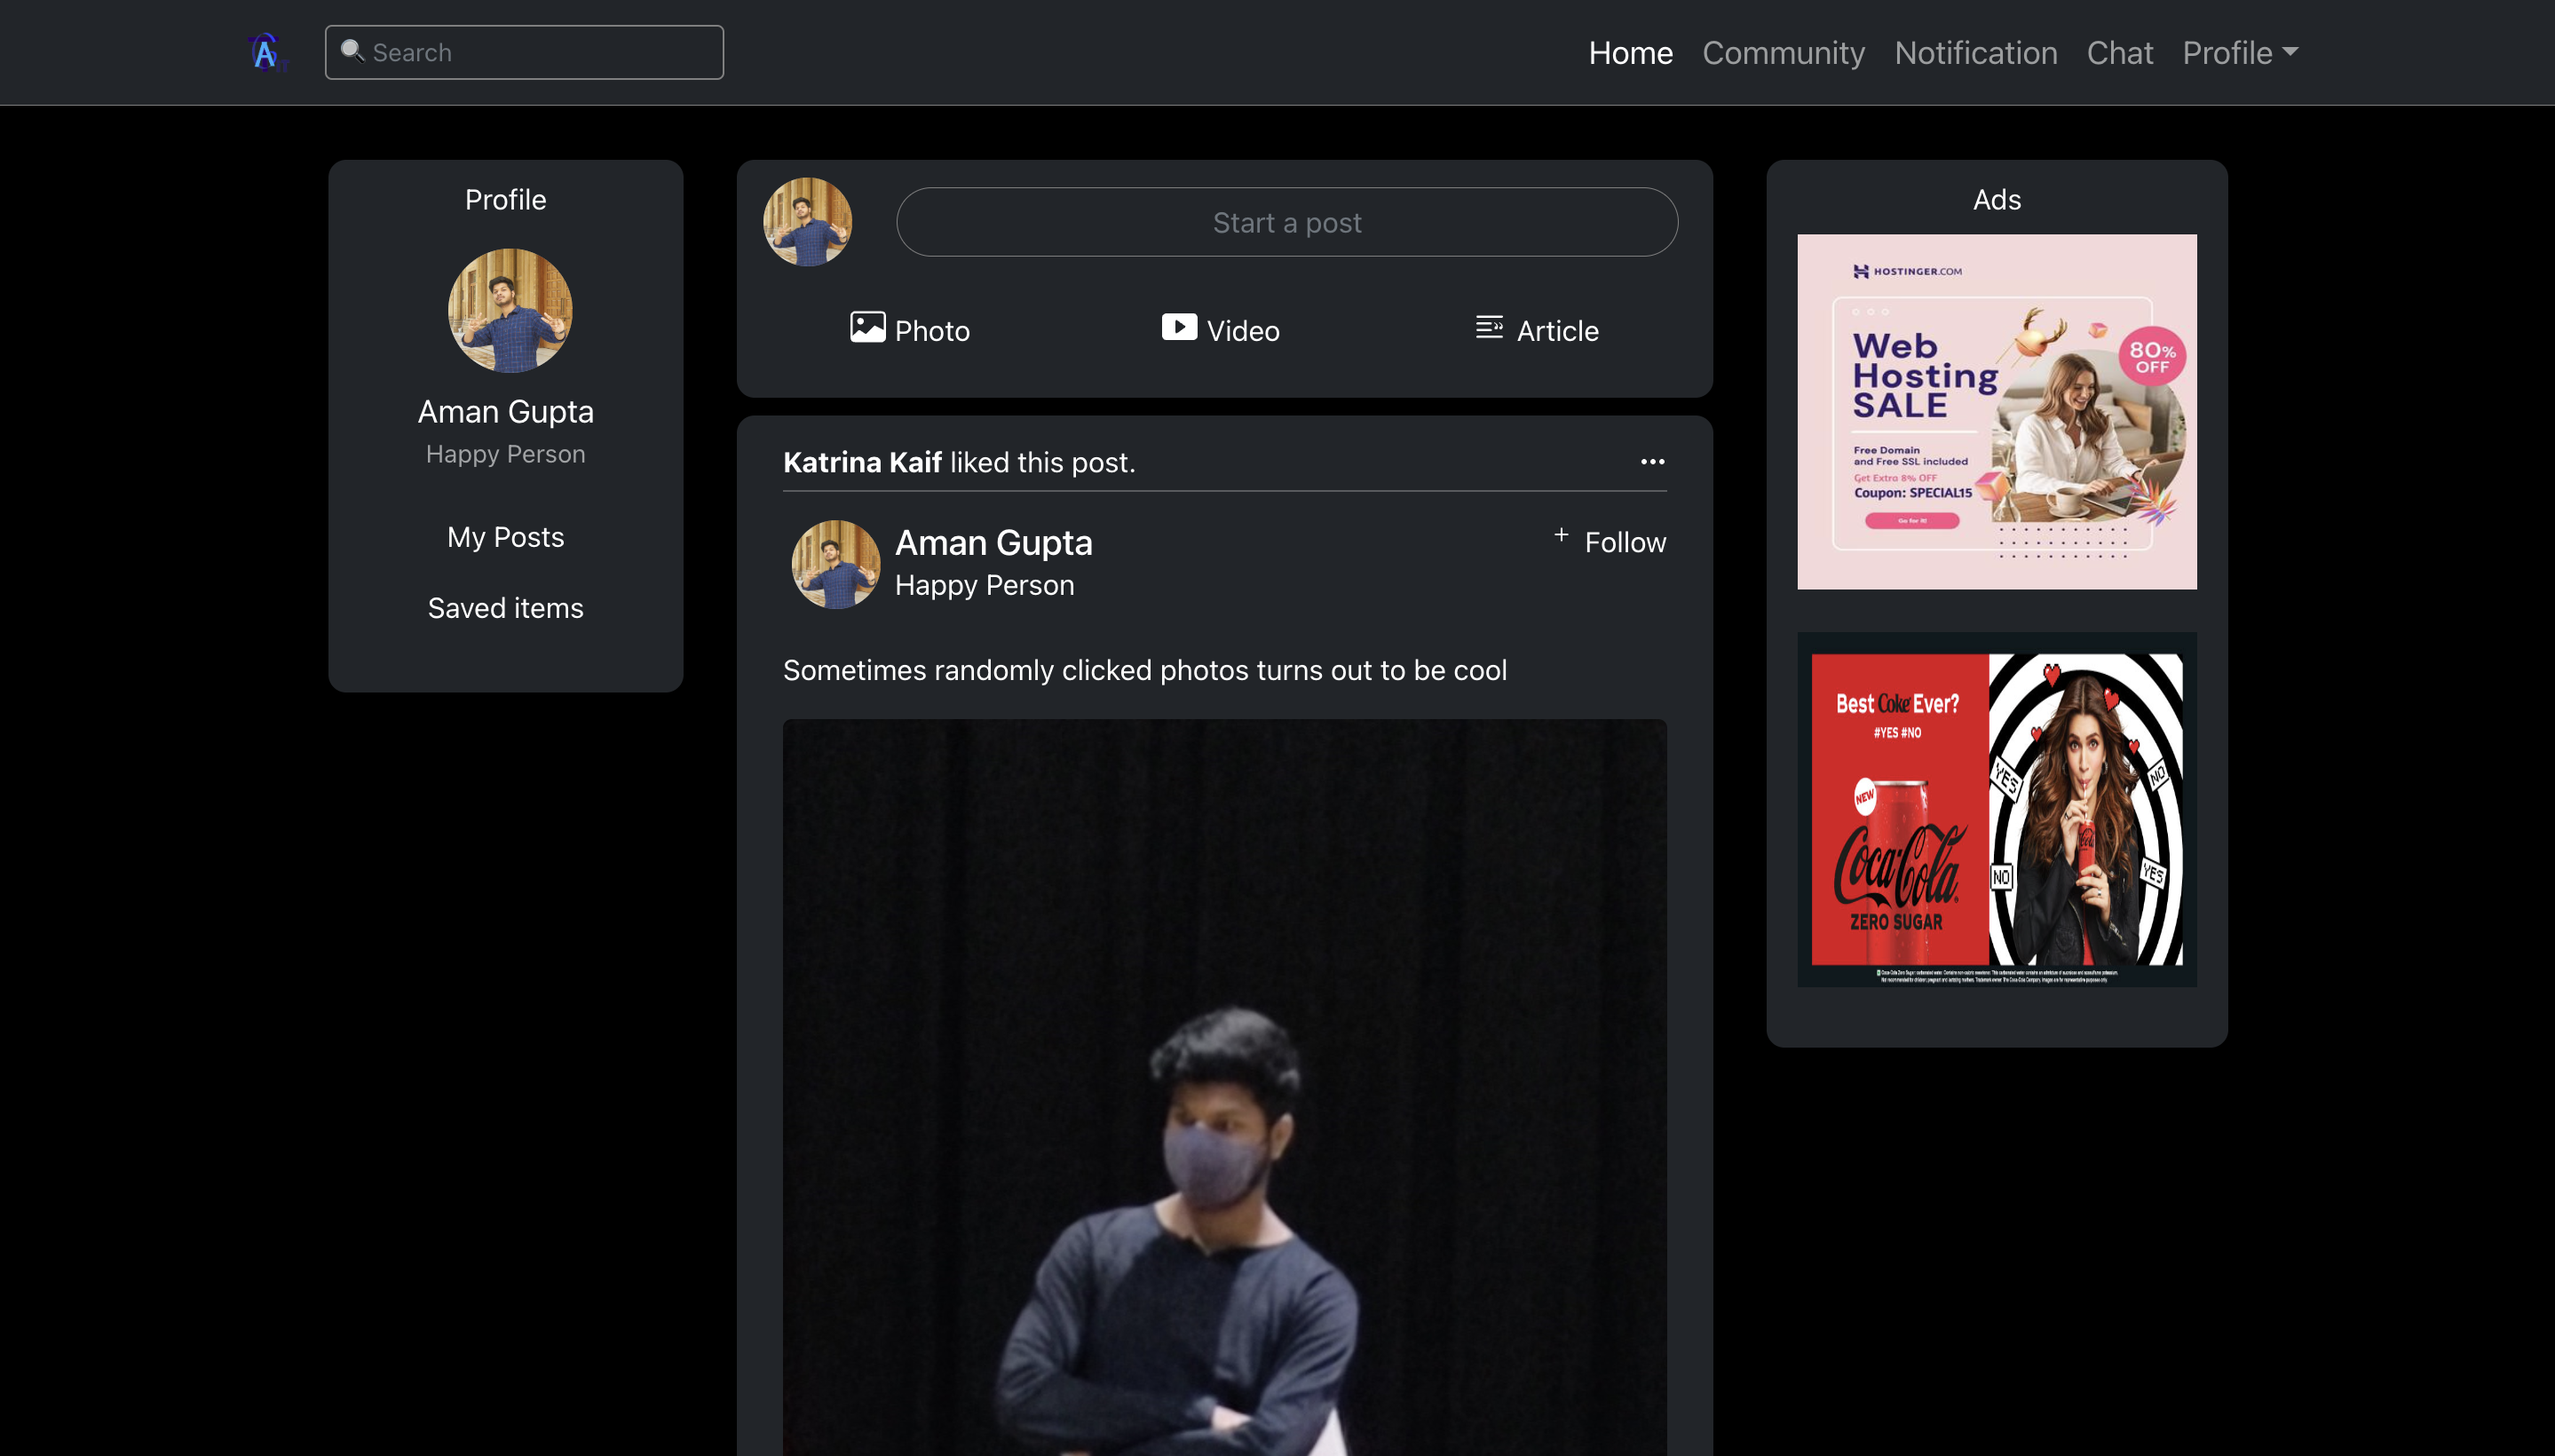 A
Search
Home Community Notification Chat Profile
Profile
Aman Gupta
Happy Person
My Posts
Saved items
Start a post
Photo Video Article
Katrina Kaif liked this post.
Aman Gupta
Happy Person
+ Follow
Sometimes randomly clicked photos turns out to be cool
Ads
HOSTINGER.COM
Web
Hosting
SALE
80%
OFF
Free Domain
and Free SSL included
Get Extra 8% OFF
Coupon: SPECIAL15
Go for it!
Best Coke Ever?
#YES #NO
NEW
Coca-Cola
ZERO SUGAR
YES
NO
NO
YES